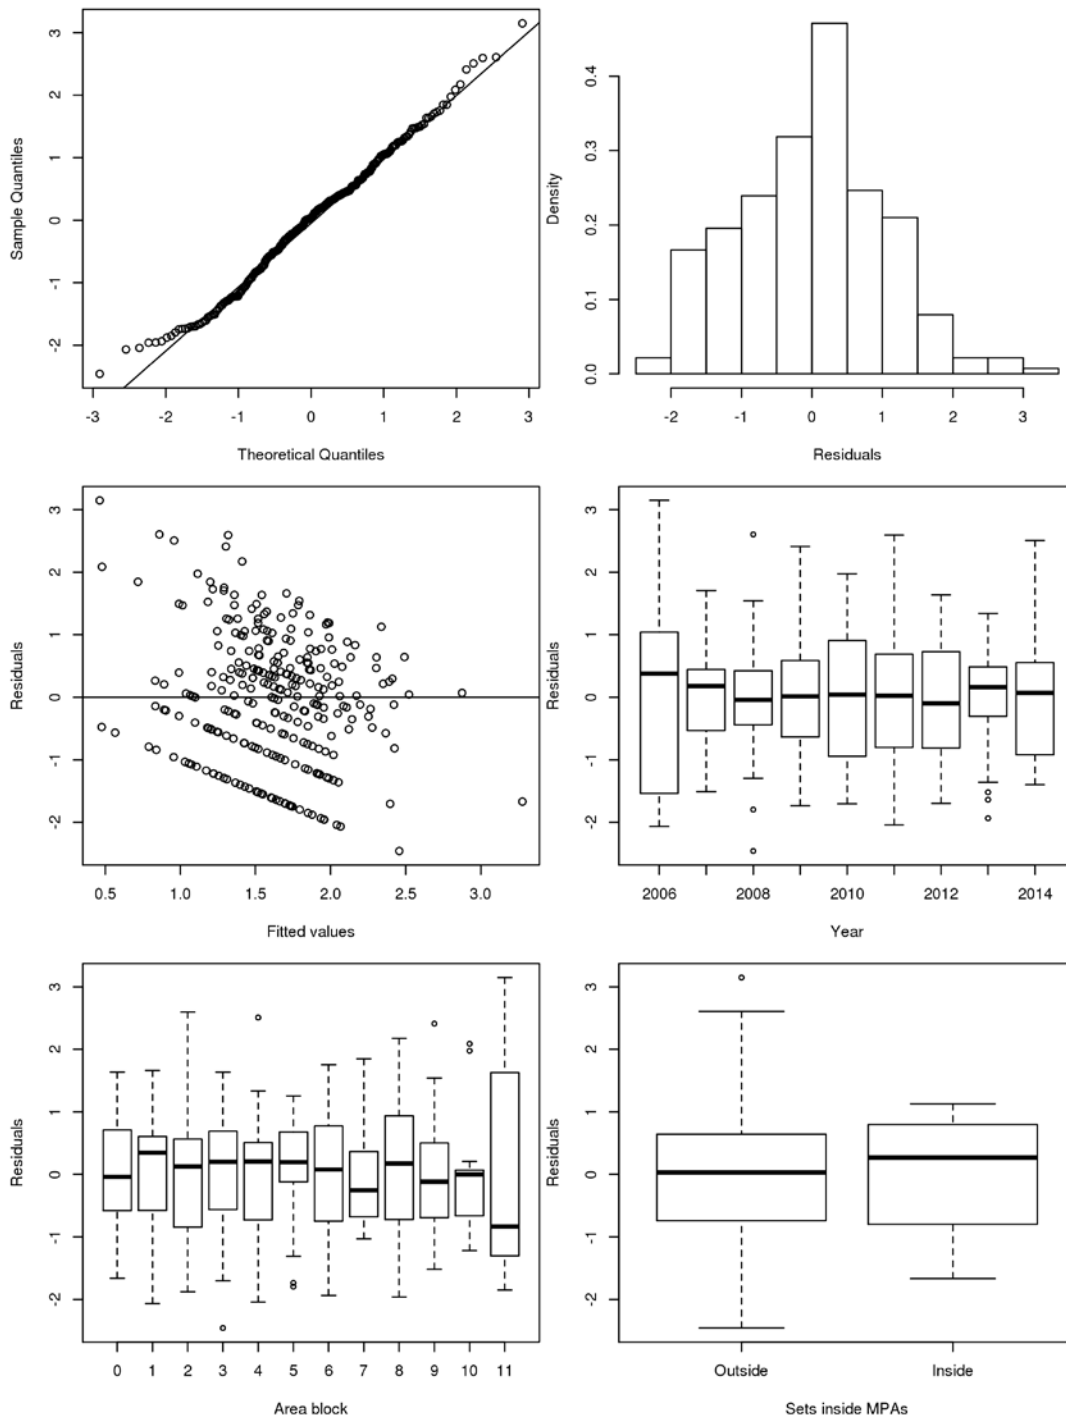 Sample Quantiles
3
2
1
0
-1
-2
-3 -2 -1 0 1 2 3
Theoretical Quantiles
Density
0.4
0.3
0.2
0.1
0.0
-2 -1 0 1 2 3
Residuals
Residuals
3
2
1
0
-1
-2
0.5 1.0 1.5 2.0 2.5 3.0
Fitted values
Residuals
3
2
1
0
-1
-2
2006 2008 2010 2012 2014
Year
Residuals
3
2
1
0
-1
-2
0 1 2 3 4 5 6 7 8 9 10 11
Area block
Residuals
3
2
1
0
-1
-2
Outside Inside
Sets inside MPAs